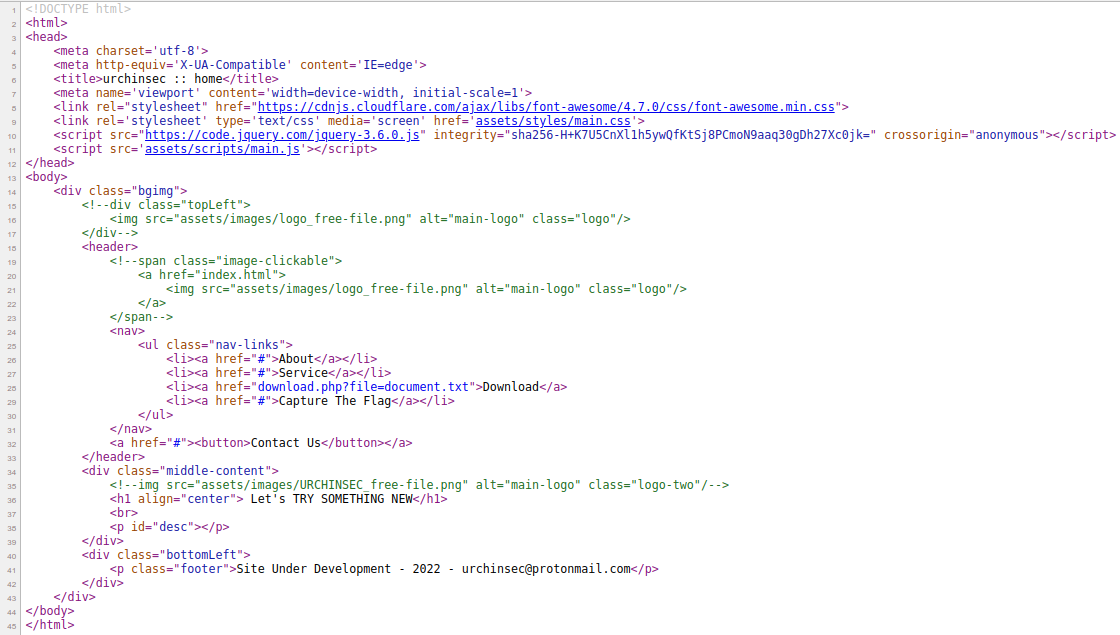 1 <!DOCTYPE html>
2 <html>
3 <head>
4 <meta charset='utf-8'>
5 <meta http-equiv='X-UA-Compatible' content='IE=edge'>
6 <title>urchinsec :: home</title>
7 <meta name='viewport' content='width=device-width, initial-scale=1'>
8 <link rel="stylesheet" href="https://cdnjs.cloudflare.com/ajax/libs/font-awesome/4.7.0/css/font-awesome.min.css">
9 <link rel='stylesheet' type='text/css' media='screen' href='assets/styles/main.css'>
10 <script src="https://code.jquery.com/jquery-3.6.0.js" integrity="sha256-H+K7U5CnXl1h5ywQfKtSj8PCmoN9aaq30gDh27Xc0jk=" crossorigin="anonymous"></script>
11 <script src='assets/scripts/main.js'></script>
12 </head>
13 <body>
14 <div class="bgimg">
15 <!--div class="topLeft">
16 <img src="assets/images/logo_free-file.png" alt="main-logo" class="logo"/>
17 </div-->
18 <header>
19 <!--span class="image-clickable">
20 <a href="index.html">
21 <img src="assets/images/logo_free-file.png" alt="main-logo" class="logo"/>
22 </a>
23 </span-->
24 <nav>
25 <ul class="nav-links">
26 <li><a href="#">About</a></li>
27 <li><a href="#">Service</a></li>
28 <li><a href="download.php?file=document.txt">Download</a>
29 <li><a href="#">Capture The Flag</a></li>
30 </ul>
31 </nav>
32 <a href="#"><button>Contact Us</button></a>
33 </header>
34 <div class="middle-content">
35 <!--img src="assets/images/URCHINSEC_free-file.png" alt="main-logo" class="logo-two"/-->
36 <h1 align="center"> Let's TRY SOMETHING NEW</h1>
37 <br>
38 <p id="desc"></p>
39 </div>
40 <div class="bottomLeft">
41 <p class="footer">Site Under Development - 2022 - urchinsec@protonmail.com</p>
42 </div>
43 </div>
44 </body>
45 </html>